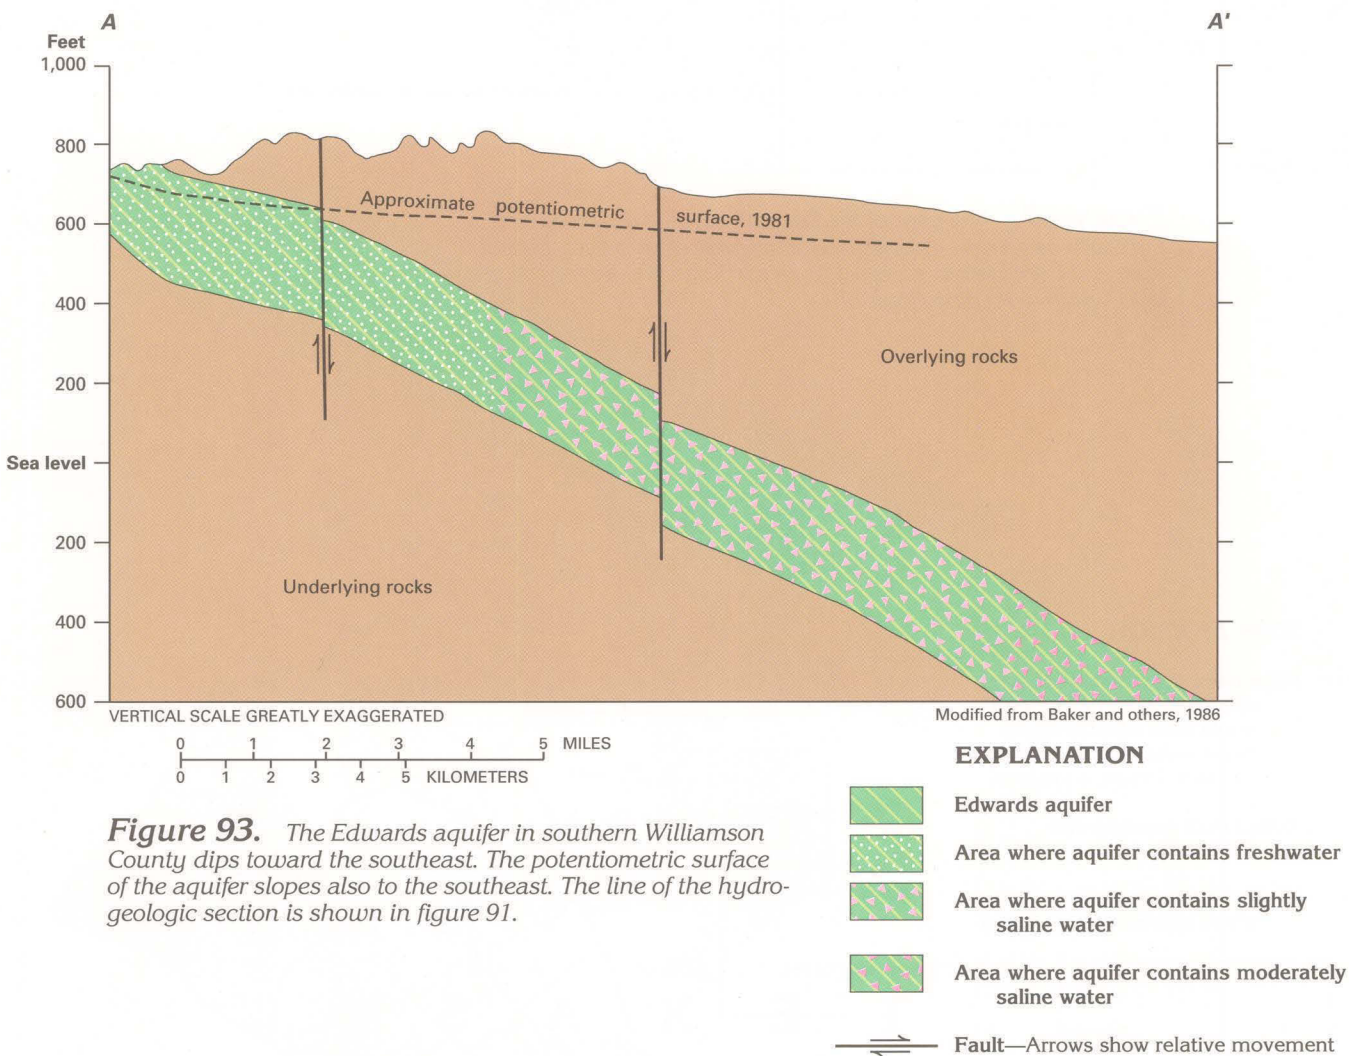 A
A'
Feet
1,000
800
600
400
200
Sea level
200
400
600
Approximate potentiometric surface, 1981
Overlying rocks
Underlying rocks
VERTICAL SCALE GREATLY EXAGGERATED
Modified from Baker and others, 1986
0 1 2 3 4 5 MILES
0 1 2 3 4 5 KILOMETERS
Figure 93. The Edwards aquifer in southern Williamson
County dips toward the southeast. The potentiometric surface
of the aquifer slopes also to the southeast. The line of the hydro-
geologic section is shown in figure 91.
EXPLANATION
Edwards aquifer
Area where aquifer contains freshwater
Area where aquifer contains slightly
saline water
Area where aquifer contains moderately
saline water
Fault—Arrows show relative movement